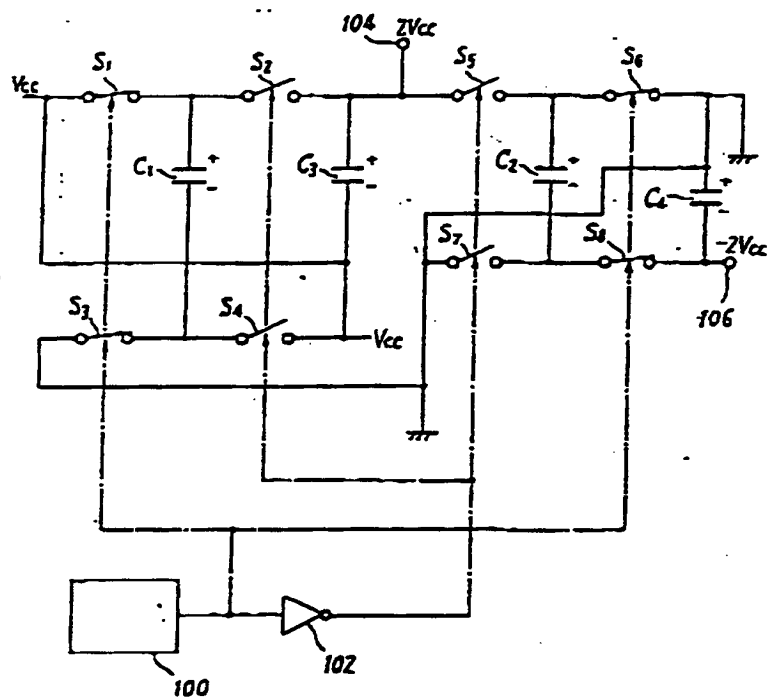 104 2Vcc
Vcc S1 S2 S5 S6
C1 + - C3 + - C2 + - C4 + -
S7 S8 -2Vcc
106
S3 S4 Vcc
102
100